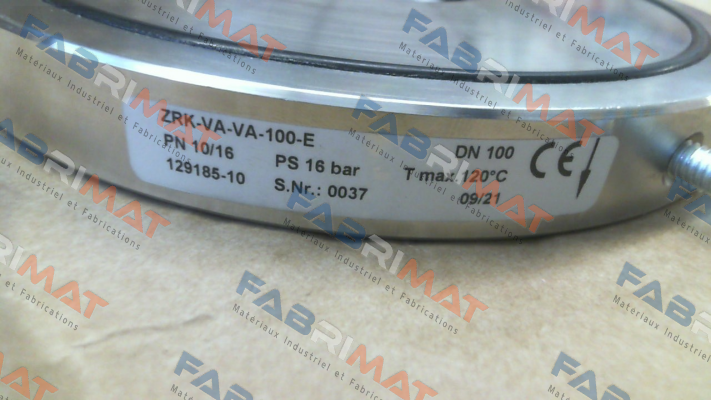 ZRK-VA-VA-100-E
PN 10/16 PS 16 bar
129185-10 S.Nr.: 0037
DN 100
T max.120°C
09/21
CE
FABRIMAT
Materiaux Industriel et Fabrications